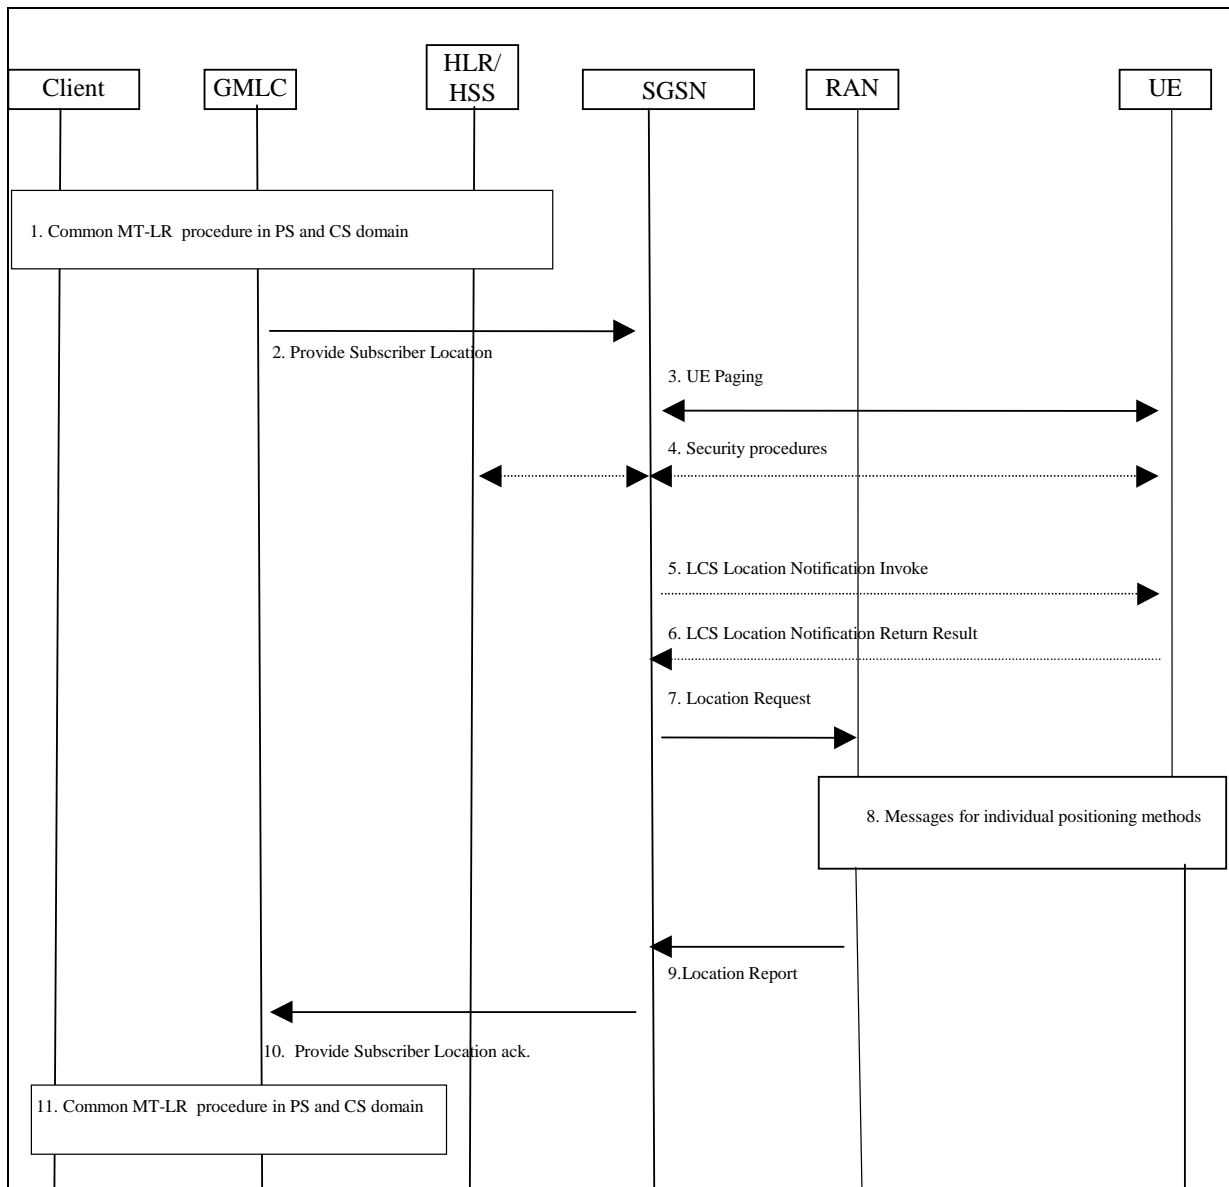 Client
GMLC
HLR/
HSS
SGSN
RAN
UE
1. Common MT-LR procedure in PS and CS domain
2. Provide Subscriber Location
3. UE Paging
4. Security procedures
5. LCS Location Notification Invoke
6. LCS Location Notification Return Result
7. Location Request
8. Messages for individual positioning methods
9.Location Report
10. Provide Subscriber Location ack.
11. Common MT-LR procedure in PS and CS domain